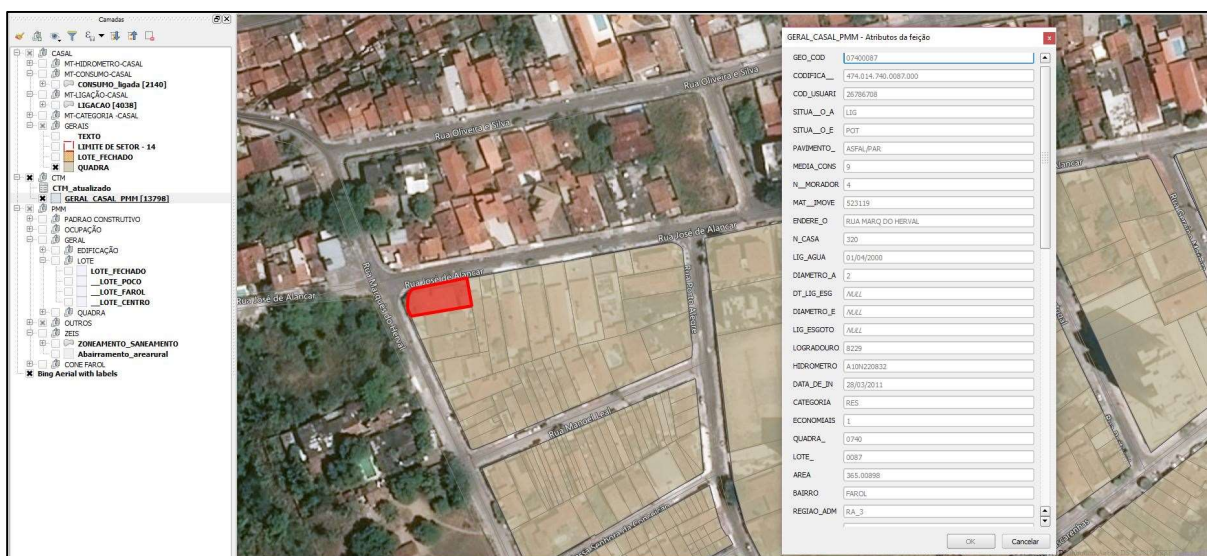 Camadas
CASAL
MT-HIDROMETRO-CASAL
MT-CONSUMO-CASAL
CONSUMO_ligada [2140]
MT-LIGAÇÃO-CASAL
LIGACAO [4038]
MT-CATEGORIA -CASAL
GERAIS
TEXTO
LIMITE DE SETOR - 14
LOTE_FECHADO
QUADRA
CTM
CTM_atualizado
GERAL_CASAL_PMM [13798]
PMM
PADRAO CONSTRUTIVO
OCUPAÇÃO
GERAL
EDIFICAÇÃO
LOTE
LOTE_FECHADO
__LOTE_POCO
__LOTE_FAROL
__LOTE_CENTRO
QUADRA
OUTROS
ZEIS
ZONEAMENTO_SANEAMENTO
Abairramento_arearural
CONE FAROL
Bing Aerial with labels
Rua Oliveira e Silva
Rua Oliveira e Silva
Rua José de Alancar
Rua José de Alancar
Rua José de Alancar
Rua Marquês do Herval
Rua Porto Alegre
Rua Manoel Leal
GERAL_CASAL_PMM - Atributos da feição
GEO_COD 07400087
CODIFICA__ 474.014.740.0087.000
COD_USUARI 26786708
SITUA__O_A LIG
SITUA__O_E POT
PAVIMENTO_ ASFAL/PAR
MEDIA_CONS 9
N__MORADOR 4
MAT__IMOVE 523119
ENDERE_O RUA MARQ DO HERVAL
N_CASA 320
LIG_AGUA 01/04/2000
DIAMETRO_A 2
DT_LIG_ESG NULL
DIAMETRO_E NULL
LIG_ESGOTO NULL
LOGRADOURO 8229
HIDROMETRO A10N220832
DATA_DE_IN 28/03/2011
CATEGORIA RES
ECONOMIAIS 1
QUADRA_ 0740
LOTE_ 0087
AREA 365.00898
BAIRRO FAROL
REGIAO_ADM RA_3
OK Cancelar